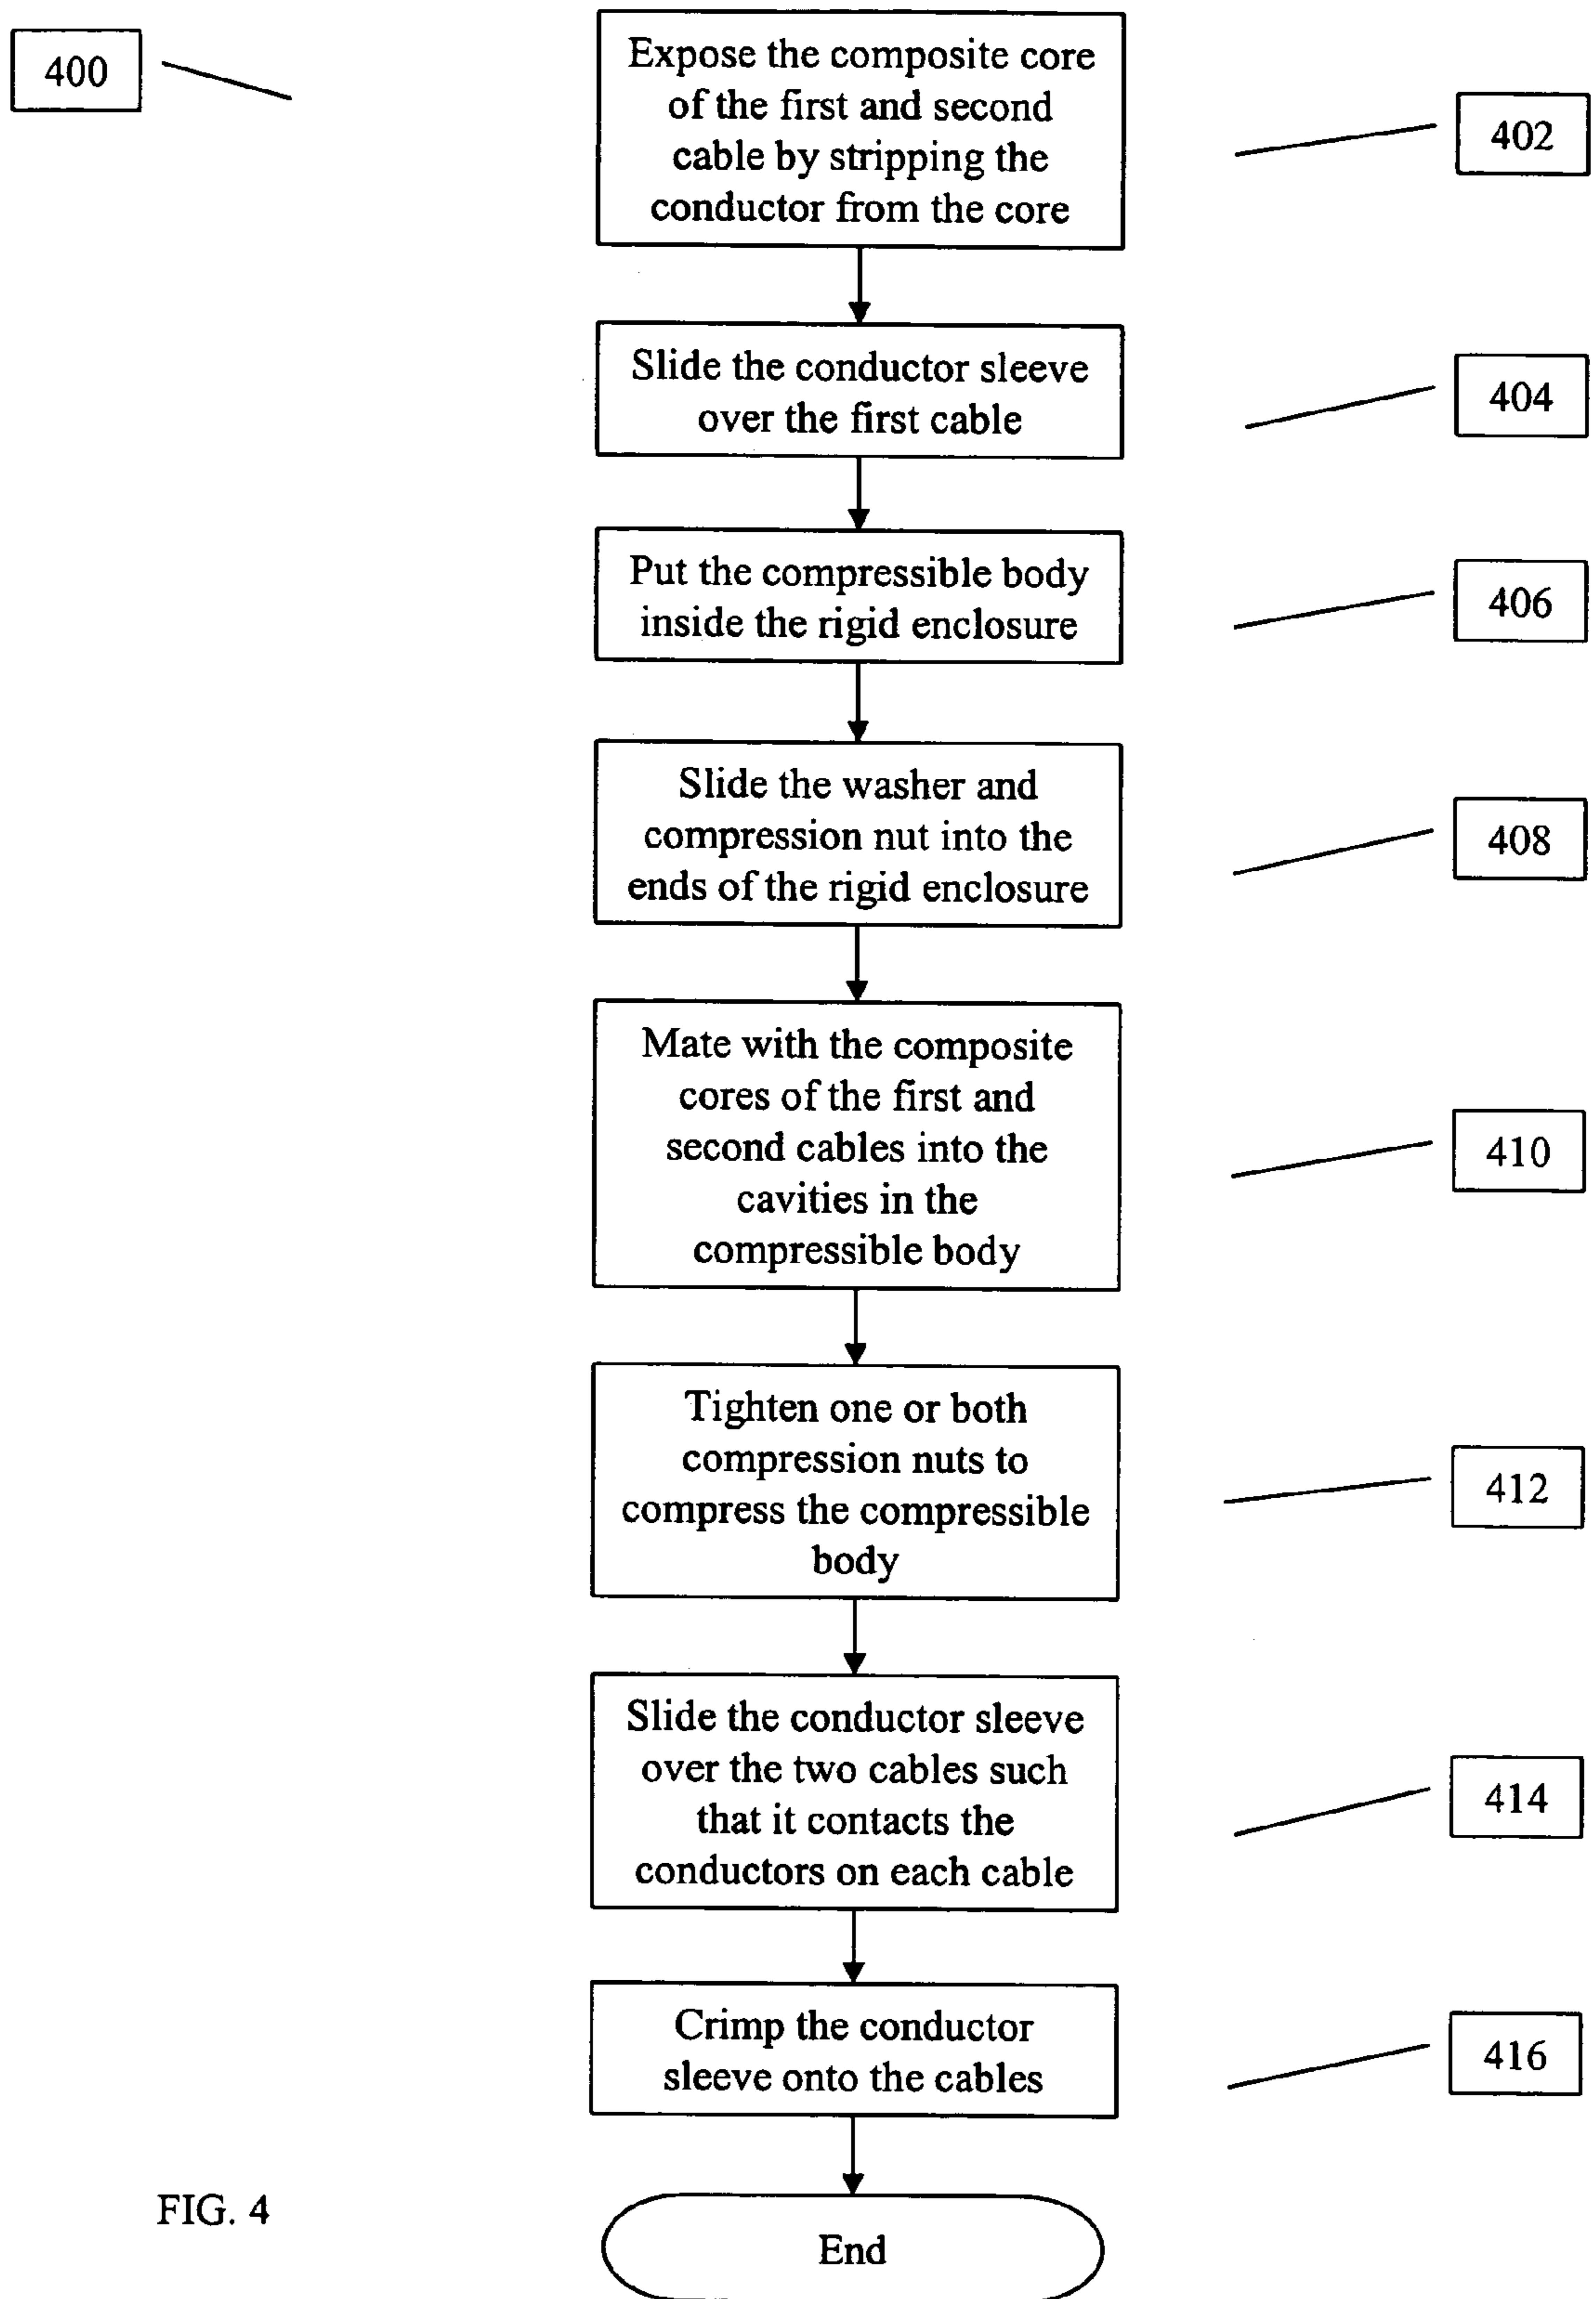 400
Expose the composite core
of the first and second
cable by stripping the
conductor from the core
402
Slide the conductor sleeve
over the first cable
404
Put the compressible body
inside the rigid enclosure
406
Slide the washer and
compression nut into the
ends of the rigid enclosure
408
Mate with the composite
cores of the first and
second cables into the
cavities in the
compressible body
410
Tighten one or both
compression nuts to
compress the compressible
body
412
Slide the conductor sleeve
over the two cables such
that it contacts the
conductors on each cable
414
Crimp the conductor
sleeve onto the cables
416
FIG. 4
End